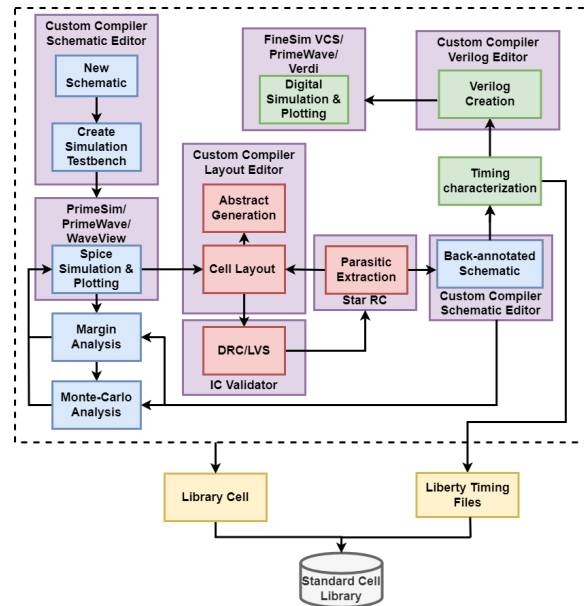 Custom Compiler
Schematic Editor
New
Schematic
Create
Simulation
Testbench
FineSim VCS/
PrimeWave/
Verdi
Digital
Simulation &
Plotting
Custom Compiler
Verilog Editor
Verilog
Creation
Custom Compiler
Layout Editor
Abstract
Generation
Timing
characterization
PrimeSim/
PrimeWave/
WaveView
Spice
Simulation &
Plotting
Cell Layout
Parasitic
Extraction
Star RC
Back-annotated
Schematic
Custom Compiler
Schematic Editor
Margin
Analysis
DRC/LVS
IC Validator
Monte-Carlo
Analysis
Library
Cell
Liberty Timing
Files
Standard Cell
Library